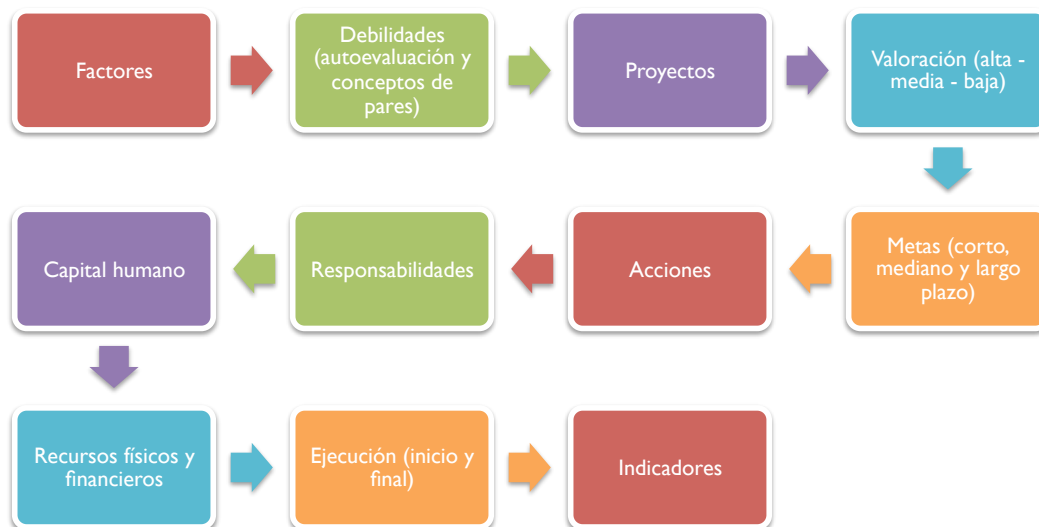 Factores
Debilidades
(autoevaluación y
conceptos de
pares)
Proyectos
Valoración (alta -
media - baja)
Metas (corto,
mediano y largo
plazo)
Acciones
Responsabilidades
Capital humano
Recursos físicos y
financieros
Ejecución (inicio y
final)
Indicadores